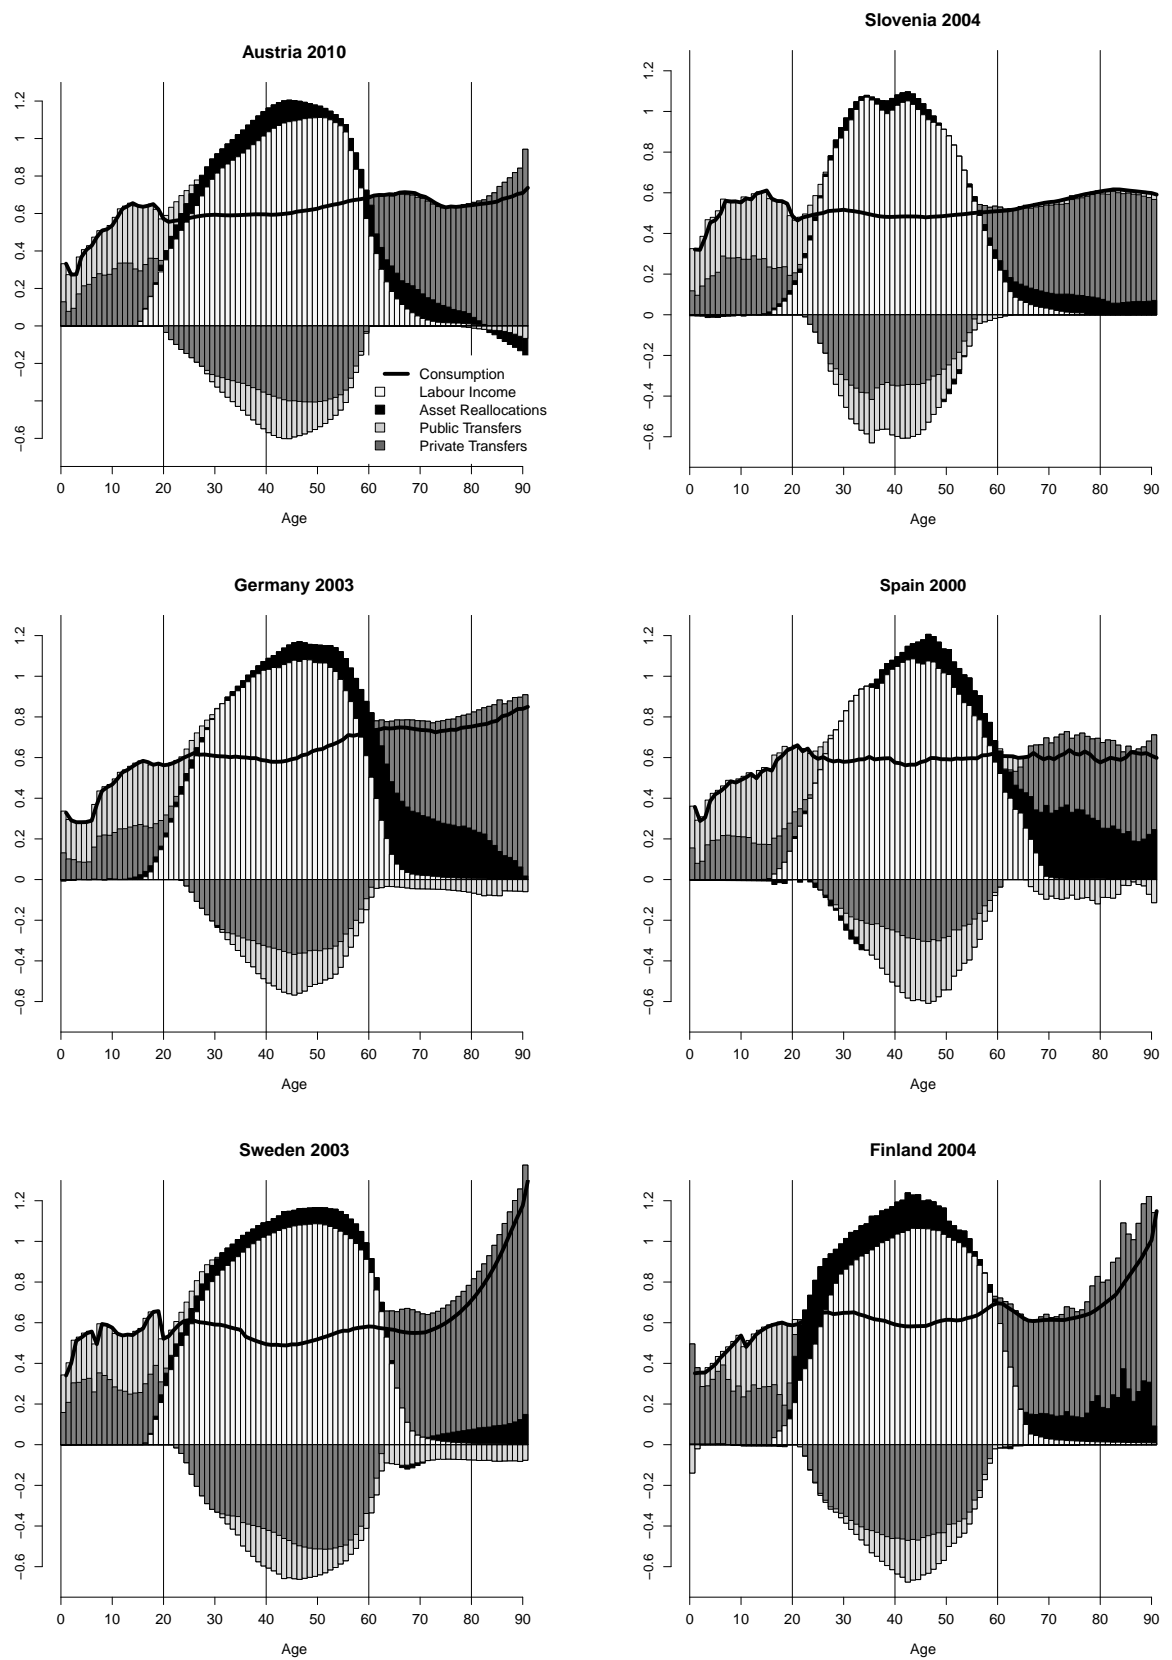 Austria 2010
1.2
1
0.8
0.6
0.4
0.2
0
−0.2
−0.6
Consumption
Labour Income
Asset Reallocations
Public Transfers
Private Transfers
0 10 20 30 40 50 60 70 80 90
Age
Slovenia 2004
1.2
1
0.8
0.6
0.4
0.2
0
−0.2
−0.4
−0.6
0 10 20 30 40 50 60 70 80 90
Age
Germany 2003
1.2
1
0.8
0.6
0.4
0.2
0
−0.2
−0.4
−0.6
0 10 20 30 40 50 60 70 80 90
Age
Spain 2000
1.2
1
0.8
0.6
0.4
0.2
0
−0.2
−0.4
−0.6
0 10 20 30 40 50 60 70 80 90
Age
Sweden 2003
1.2
1
0.8
0.6
0.4
0.2
0
−0.2
−0.4
−0.6
0 10 20 30 40 50 60 70 80 90
Age
Finland 2004
1.2
1
0.8
0.6
0.4
0.2
0
−0.2
−0.4
−0.6
0 10 20 30 40 50 60 70 80 90
Age